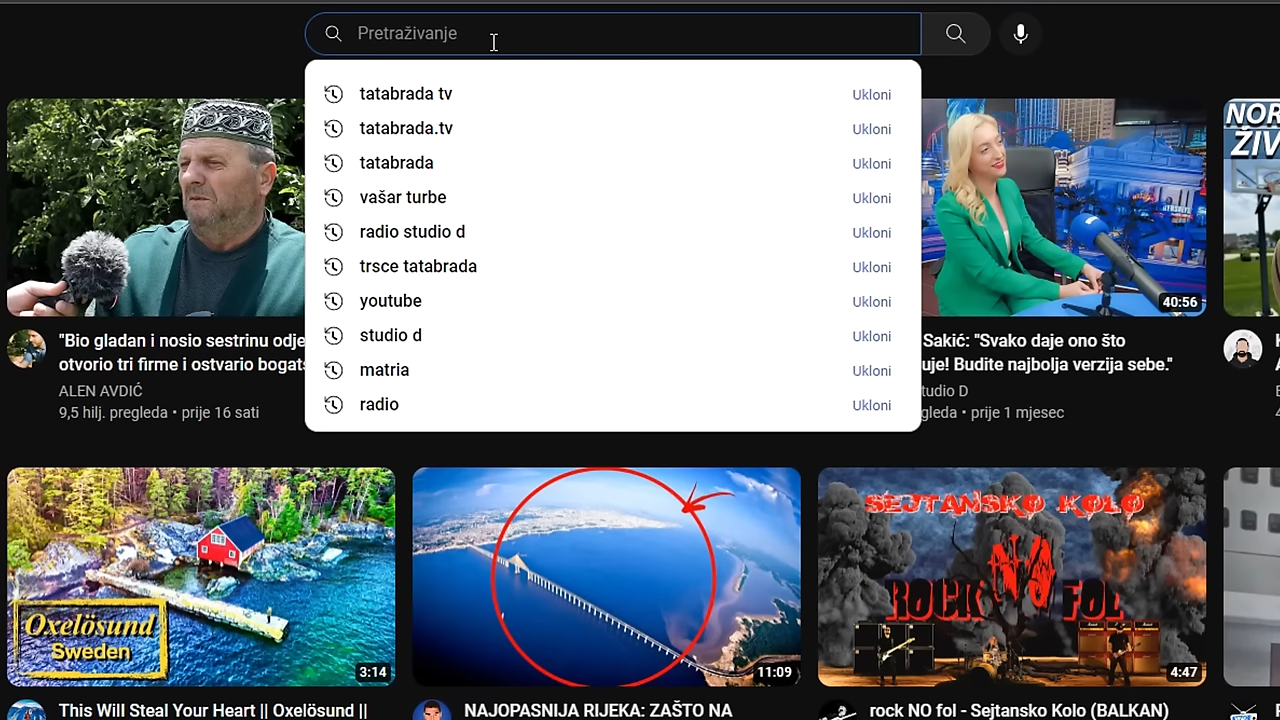 Pretraživanje
tatabrada tv Ukloni
tatabrada.tv Ukloni
tatabrada Ukloni
vašar turbe Ukloni
radio studio d Ukloni
trsce tatabrada Ukloni
youtube Ukloni
studio d Ukloni
matria Ukloni
radio Ukloni
"Bio gladan i nosio sestrinu odje
otvorio tri firme i ostvario bogats
ALEN AVDIĆ
9,5 hilj. pregleda • prije 16 sati
40:56
Sakić: "Svako daje ono što
uje! Budite najbolja verzija sebe."
tudio D
gleda • prije 1 mjesec
NOR
ŽIV
Oxelösund
Sweden
3:14
This Will Steal Your Heart || Oxelösund ||
11:09
NAJOPASNIJA RIJEKA: ZAŠTO NA
SEJTANSKO KOLO
ROCK NO FOL
4:47
rock NO fol - Sejtansko Kolo (BALKAN)